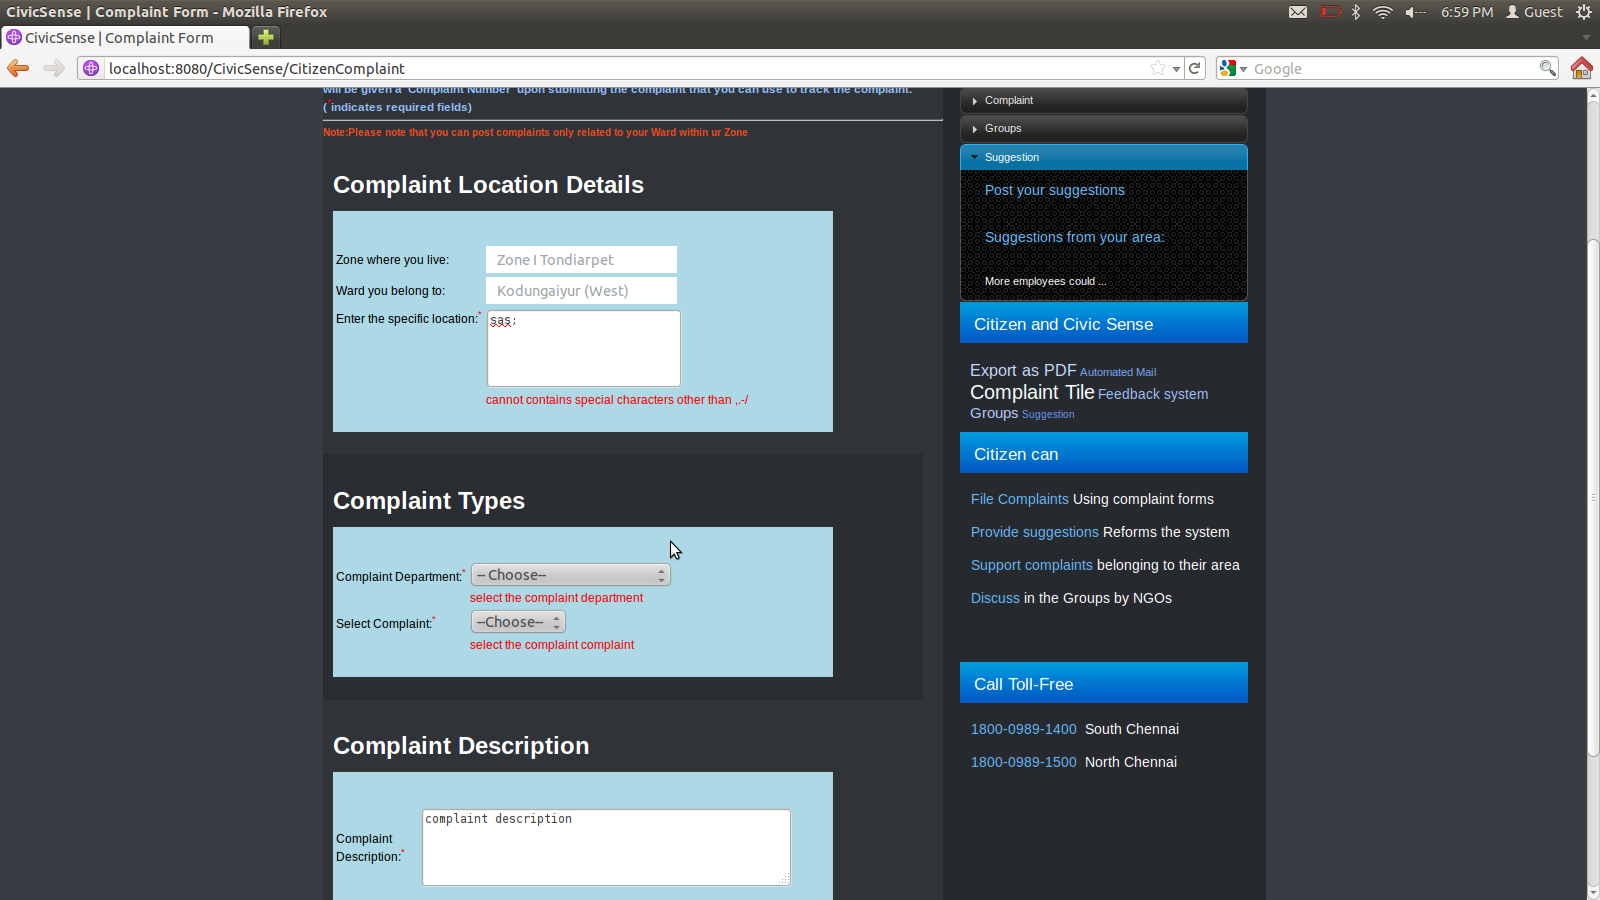 CivicSense | Complaint Form - Mozilla Firefox
6:59 PM Guest
CivicSense | Complaint Form
localhost:8080/CivicSense/CitizenComplaint
Google
will be given a 'Complaint Number' upon submitting the complaint that you can use to track the complaint.
(*indicates required fields)
Note:Please note that you can post complaints only related to your Ward within ur Zone
Complaint Location Details
Zone where you live: Zone I Tondiarpet
Ward you belong to: Kodungaiyur (West)
Enter the specific location:* sas;
cannot contains special characters other than ,.-/
Complaint Types
Complaint Department:* -- Choose--
select the complaint department
Select Complaint:* --Choose--
select the complaint complaint
Complaint Description
Complaint
Description:*
complaint description
Complaint
Groups
Suggestion
Post your suggestions
Suggestions from your area:
More employees could ...
Citizen and Civic Sense
Export as PDF Automated Mail
Complaint Tile Feedback system
Groups Suggestion
Citizen can
File Complaints Using complaint forms
Provide suggestions Reforms the system
Support complaints belonging to their area
Discuss in the Groups by NGOs
Call Toll-Free
1800-0989-1400 South Chennai
1800-0989-1500 North Chennai